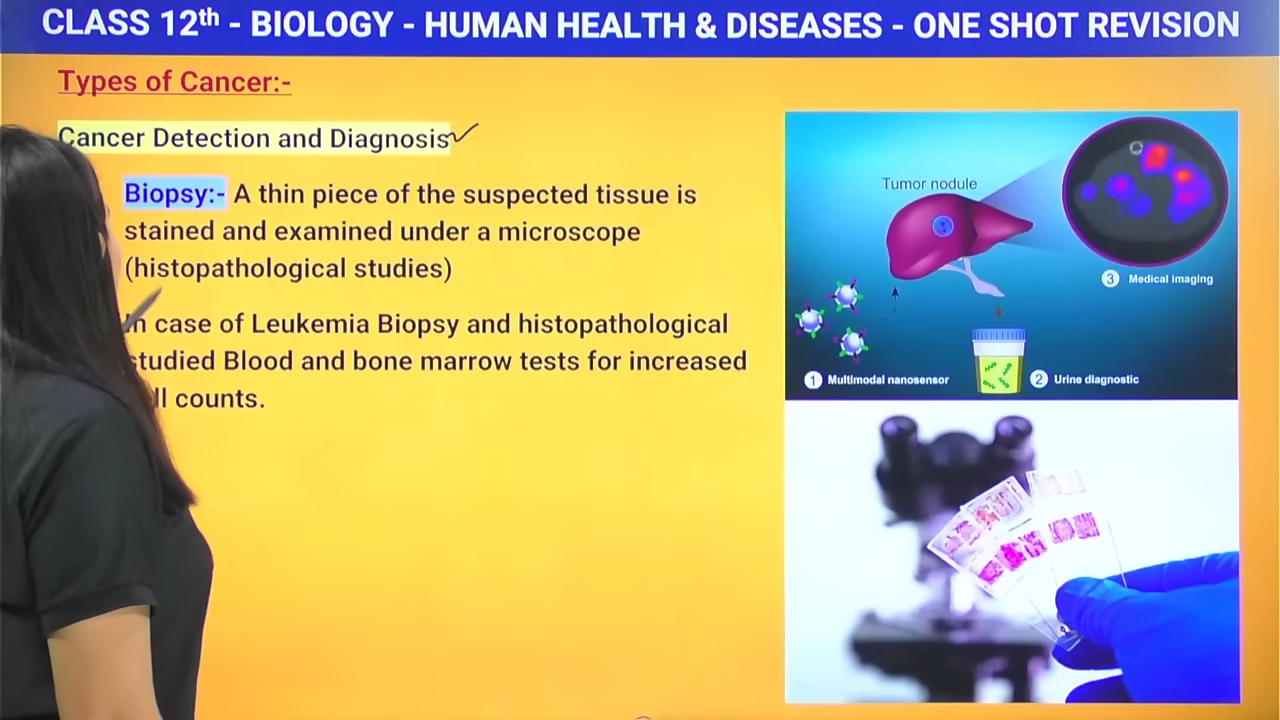 CLASS 12th - BIOLOGY - HUMAN HEALTH & DISEASES - ONE SHOT REVISION
Types of Cancer:-
Cancer Detection and Diagnosis
Biopsy:- A thin piece of the suspected tissue is
stained and examined under a microscope
(histopathological studies)
In case of Leukemia Biopsy and histopathological
studied Blood and bone marrow tests for increased
counts.
Tumor nodule
3 Medical imaging
1 Multimodal nanosensor
2 Urine diagnostic